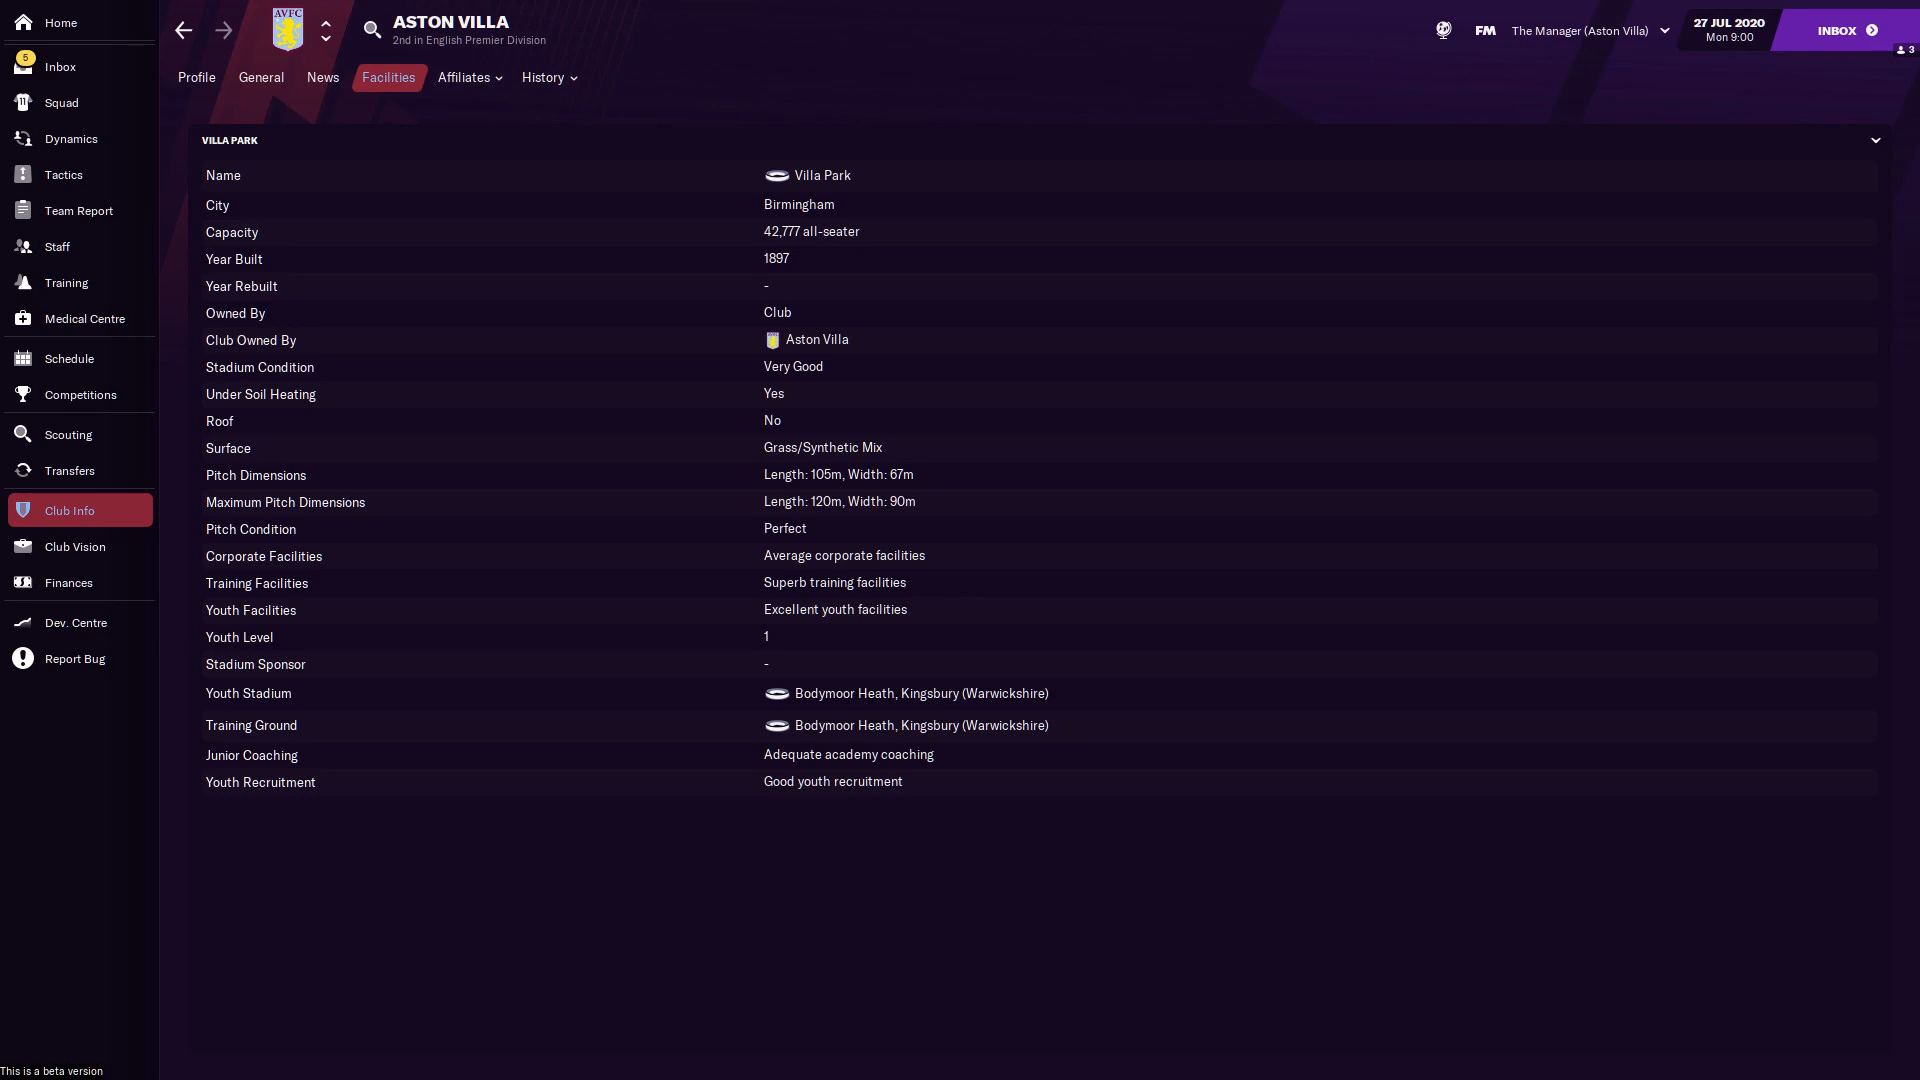 Home
5
Inbox
Squad
Dynamics
Tactics
Team Report
Staff
Training
Medical Centre
Schedule
Competitions
Scouting
Transfers
Club Info
Club Vision
Finances
Dev. Centre
Report Bug
This is a beta version
AVFC
ASTON VILLA
2nd in English Premier Division
FM
The Manager (Aston Villa)
27 JUL 2020
Mon 9:00
INBOX
3
Profile General News Facilities Affiliates History
VILLA PARK
Name Villa Park
City Birmingham
Capacity 42,777 all-seater
Year Built 1897
Year Rebuilt -
Owned By Club
Club Owned By Aston Villa
Stadium Condition Very Good
Under Soil Heating Yes
Roof No
Surface Grass/Synthetic Mix
Pitch Dimensions Length: 105m, Width: 67m
Maximum Pitch Dimensions Length: 120m, Width: 90m
Pitch Condition Perfect
Corporate Facilities Average corporate facilities
Training Facilities Superb training facilities
Youth Facilities Excellent youth facilities
Youth Level 1
Stadium Sponsor -
Youth Stadium Bodymoor Heath, Kingsbury (Warwickshire)
Training Ground Bodymoor Heath, Kingsbury (Warwickshire)
Junior Coaching Adequate academy coaching
Youth Recruitment Good youth recruitment